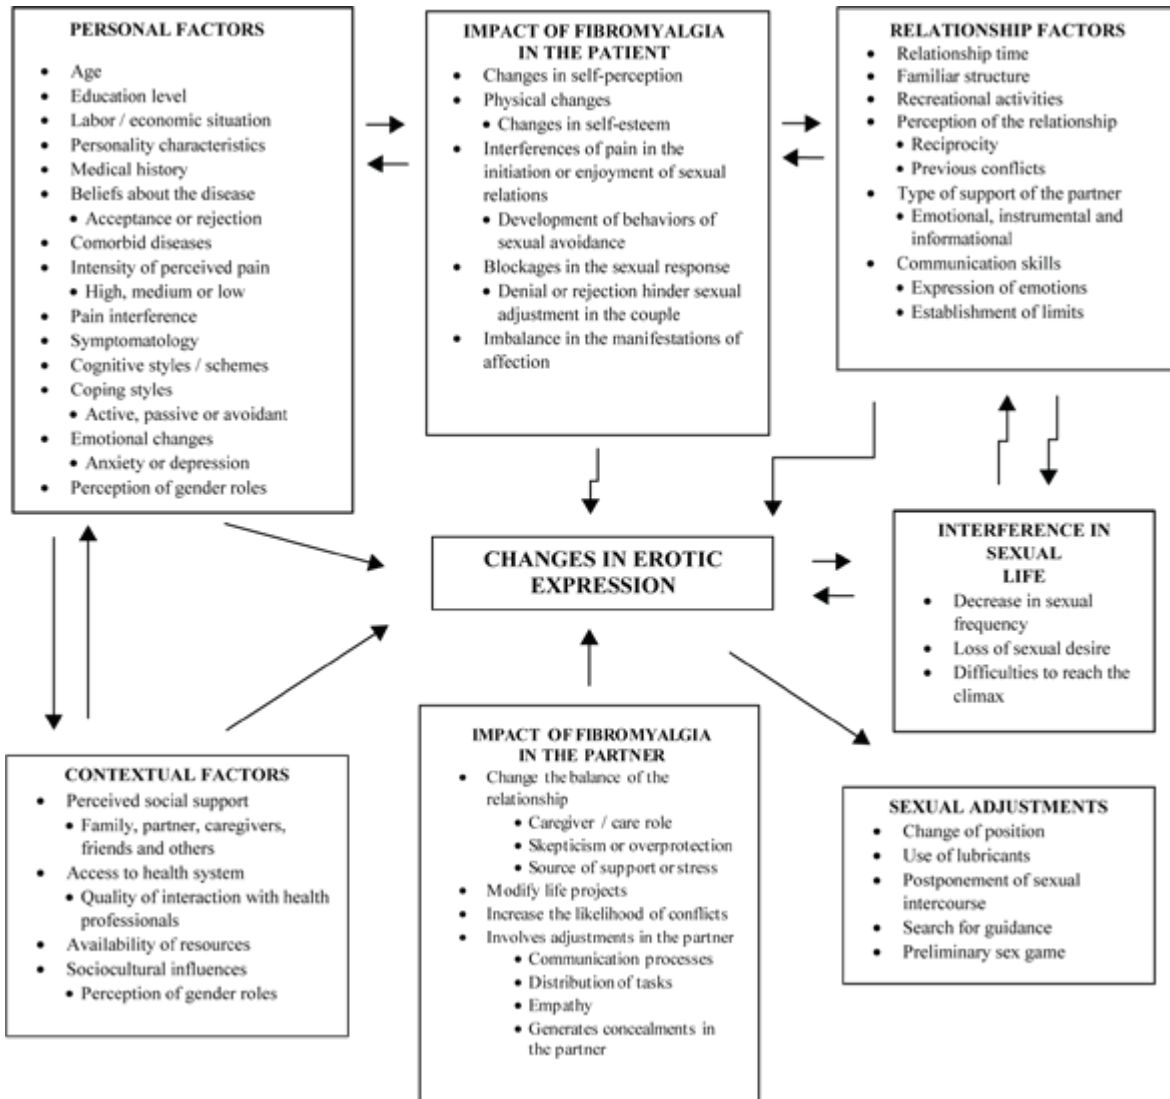 PERSONAL FACTORS
• Age
• Education level
• Labor / economic situation
• Personality characteristics
• Medical history
• Beliefs about the disease
• Acceptance or rejection
• Comorbid diseases
• Intensity of perceived pain
• High, medium or low
• Pain interference
• Symptomatology
• Cognitive styles / schemes
• Coping styles
• Active, passive or avoidant
• Emotional changes
• Anxiety or depression
• Perception of gender roles
IMPACT OF FIBROMYALGIA
IN THE PATIENT
• Changes in self-perception
• Physical changes
• Changes in self-esteem
• Interferences of pain in the
initiation or enjoyment of sexual
relations
• Development of behaviors of
sexual avoidance
• Blockages in the sexual response
• Denial or rejection hinder sexual
adjustment in the couple
• Imbalance in the manifestations of
affection
RELATIONSHIP FACTORS
• Relationship time
• Familiar structure
• Recreational activities
• Perception of the relationship
• Reciprocity
• Previous conflicts
• Type of support of the partner
• Emotional, instrumental and
informational
• Communication skills
• Expression of emotions
• Establishment of limits
CHANGES IN EROTIC
EXPRESSION
INTERFERENCE IN
SEXUAL
LIFE
• Decrease in sexual
frequency
• Loss of sexual desire
• Difficulties to reach the
climax
CONTEXTUAL FACTORS
• Perceived social support
• Family, partner, caregivers,
friends and others
• Access to health system
• Quality of interaction with health
professionals
• Availability of resources
• Sociocultural influences
• Perception of gender roles
IMPACT OF FIBROMYALGIA
IN THE PARTNER
• Change the balance of the
relationship
• Caregiver / care role
• Skepticism or overprotection
• Source of support or stress
• Modify life projects
• Increase the likelihood of conflicts
• Involves adjustments in the partner
• Communication processes
• Distribution of tasks
• Empathy
• Generates concealments in
the partner
SEXUAL ADJUSTMENTS
• Change of position
• Use of lubricants
• Postponement of sexual
intercourse
• Search for guidance
• Preliminary sex game